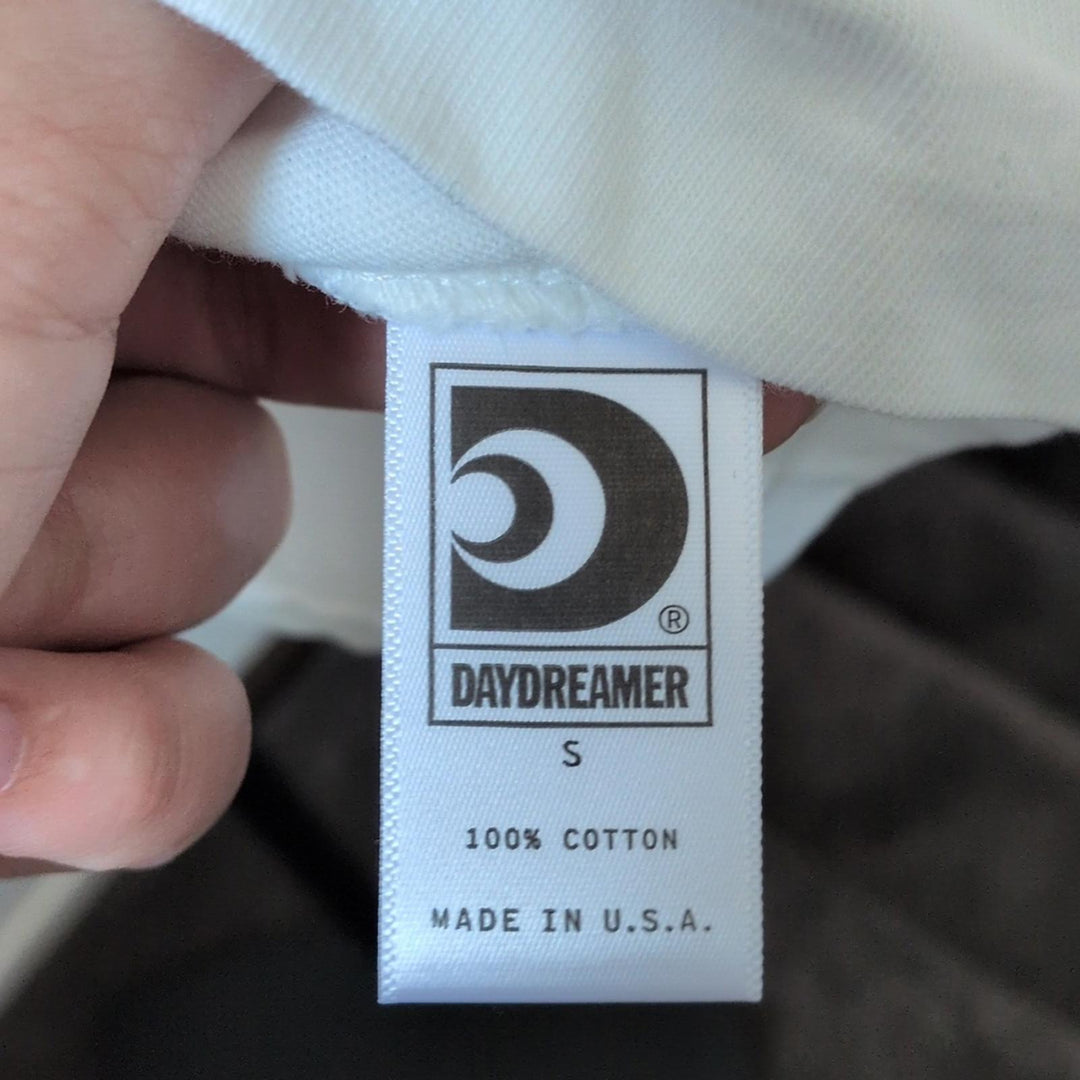 D
®
DAYDREAMER
S
100% COTTON
MADE IN U.S.A.